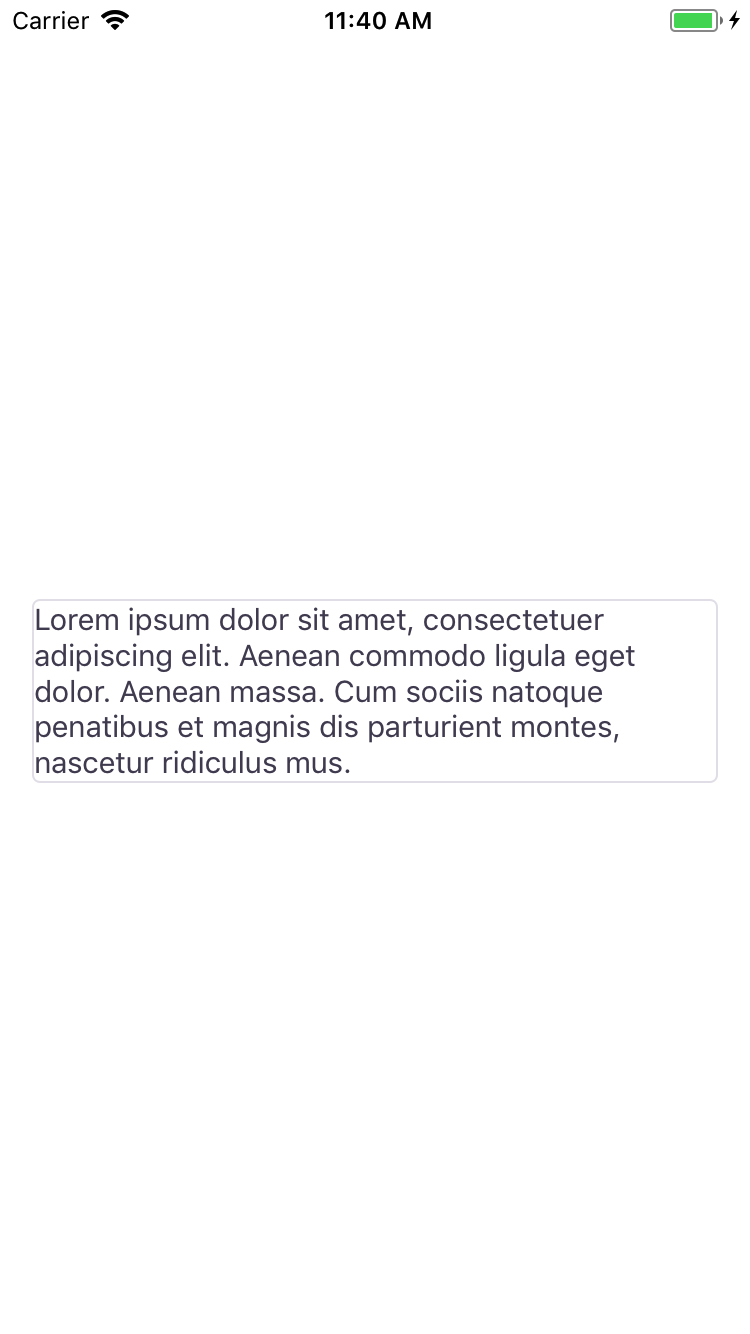 Carrier 11:40 AM
Lorem ipsum dolor sit amet, consectetuer
adipiscing elit. Aenean commodo ligula eget
dolor. Aenean massa. Cum sociis natoque
penatibus et magnis dis parturient montes,
nascetur ridiculus mus.